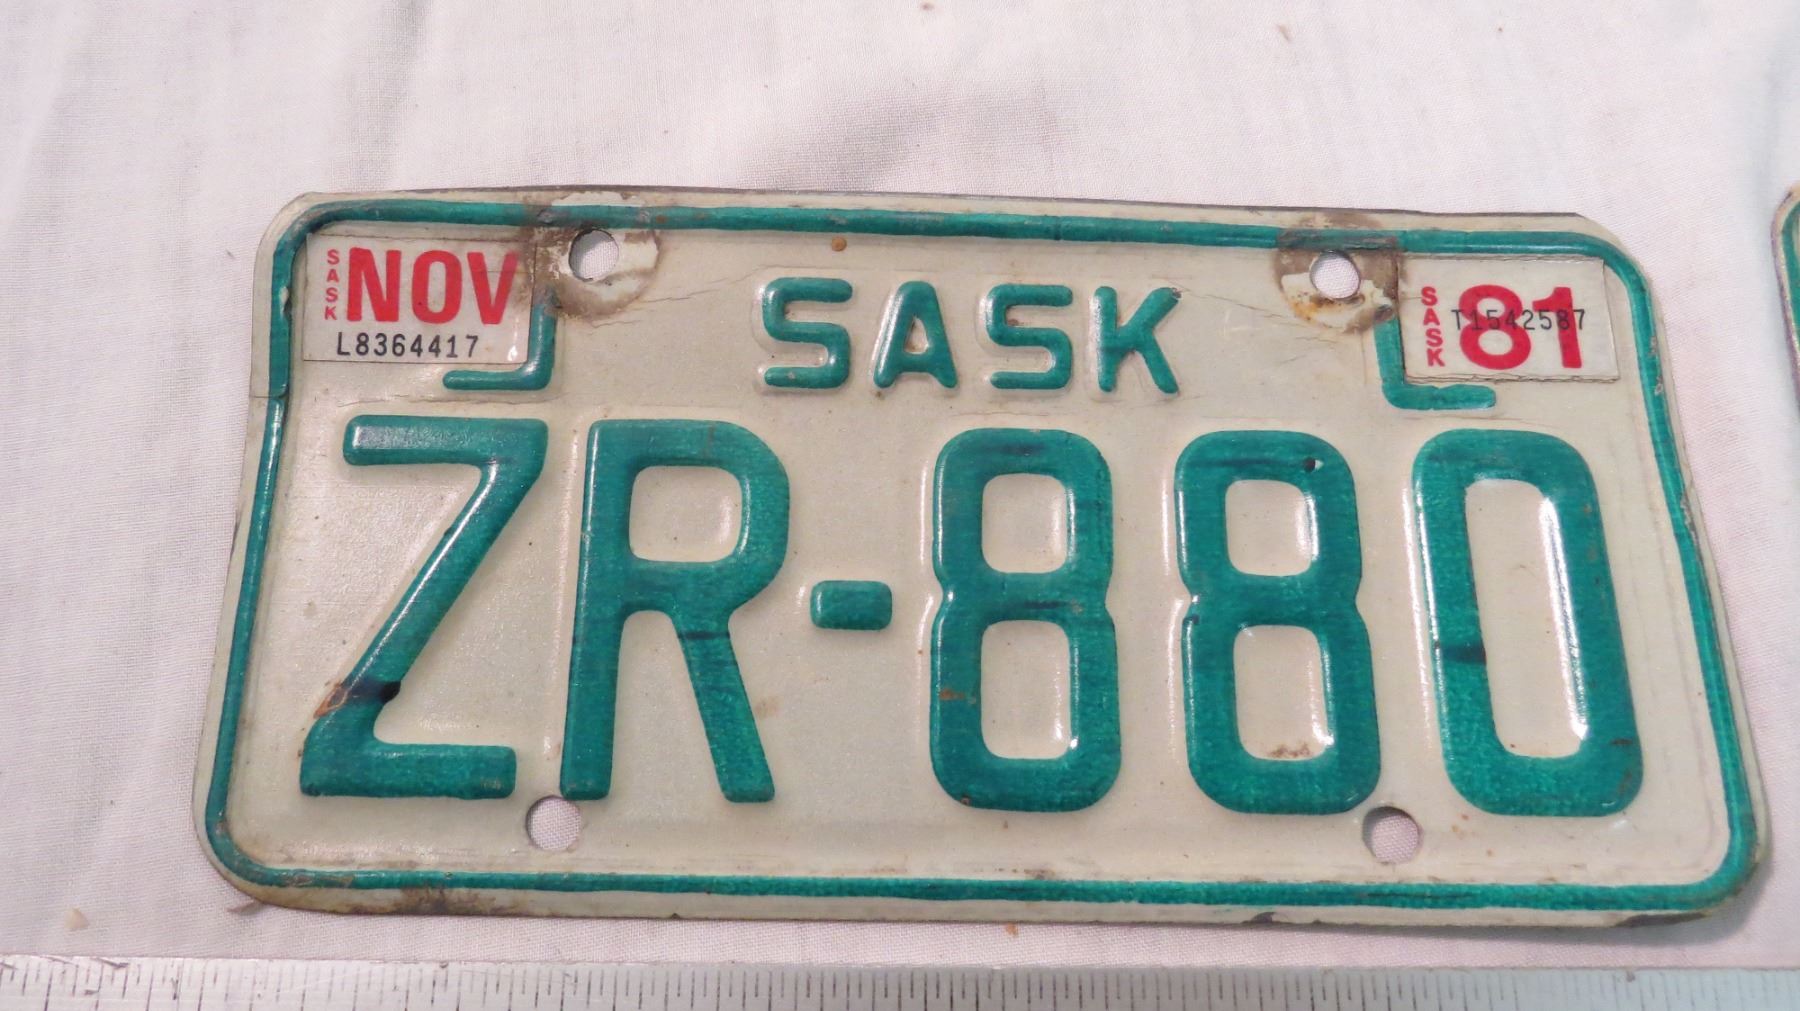 SASK NOV
L8364417
SASK
SASK 81
T1542587
ZR-880